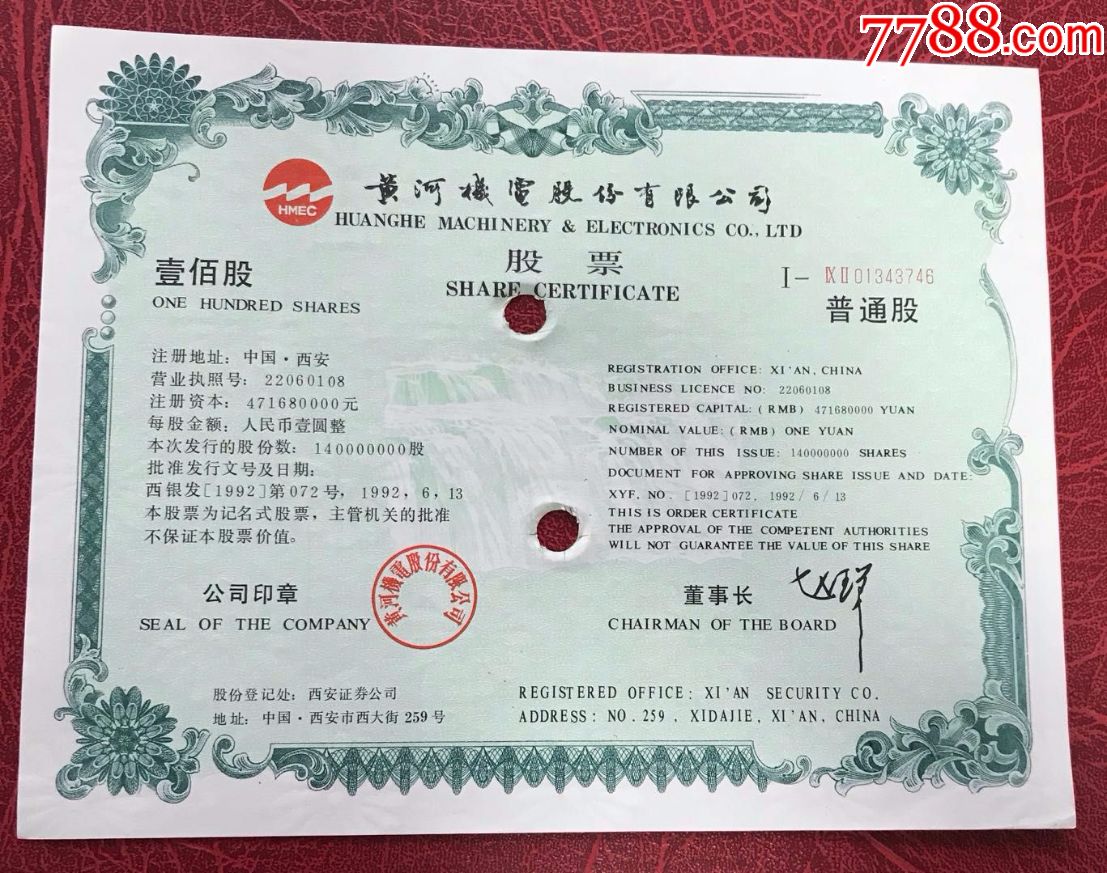 7788.com
HMEC
黄河機電股份有限公司
HUANGHE MACHINERY & ELECTRONICS CO., LTD
股 票
SHARE CERTIFICATE
壹佰股
ONE HUNDRED SHARES
I- IXII01343746
普通股
注册地址：中国·西安
营业执照号：22060108
注册资本：471680000元
每股金额：人民币壹圆整
本次发行的股份数：140000000股
批准发行文号及日期：
西银发[1992]第072号，1992，6，13
本股票为记名式股票，主管机关的批准
不保证本股票价值。
REGISTRATION OFFICE: XI'AN, CHINA
BUSINESS LICENCE NO: 22060108
REGISTERED CAPITAL: (RMB) 471680000 YUAN
NOMINAL VALUE: (RMB) ONE YUAN
NUMBER OF THIS ISSUE: 140000000 SHARES
DOCUMENT FOR APPROVING SHARE ISSUE AND DATE:
XYF. NO. [1992]072, 1992/6/13
THIS IS ORDER CERTIFICATE
THE APPROVAL OF THE COMPETENT AUTHORITIES
WILL NOT GUARANTEE THE VALUE OF THIS SHARE
公司印章
SEAL OF THE COMPANY
黄河機電股份有限公司
董事长
CHAIRMAN OF THE BOARD
股份登记处：西安证券公司
地址：中国·西安市西大街259号
REGISTERED OFFICE: XI'AN SECURITY CO.
ADDRESS: NO.259, XIDAJIE, XI'AN, CHINA